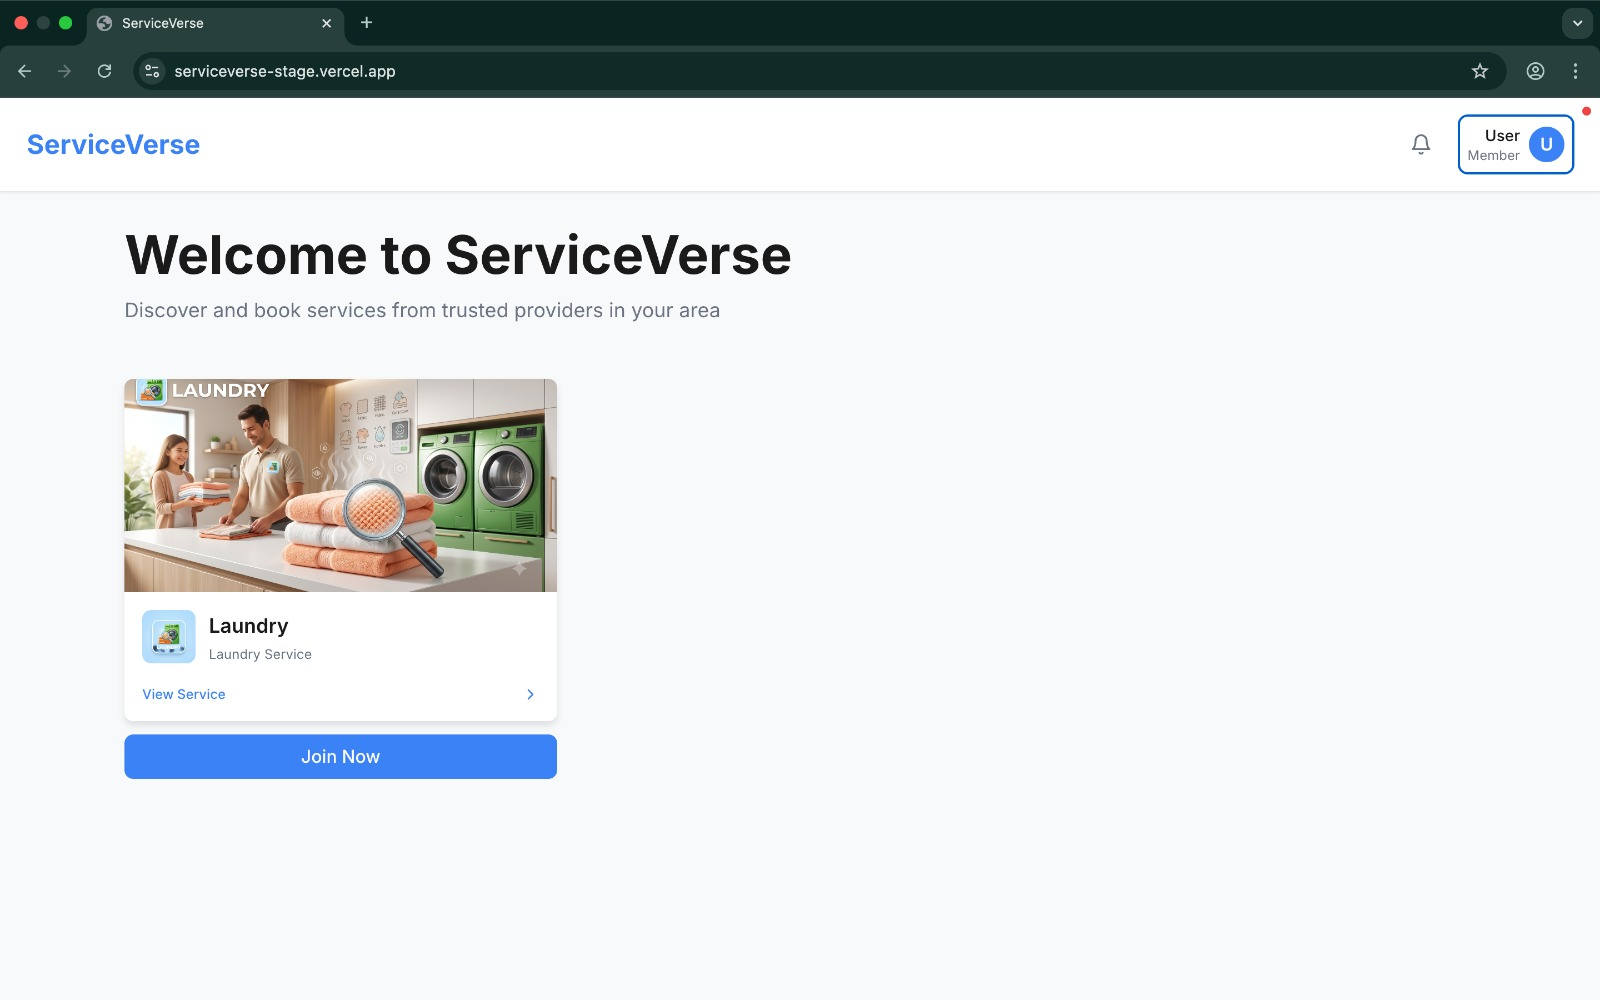 ServiceVerse
serviceverse-stage.vercel.app
ServiceVerse
User
Member
U
Welcome to ServiceVerse
Discover and book services from trusted providers in your area
LAUNDRY
Laundry
Laundry Service
View Service
Join Now